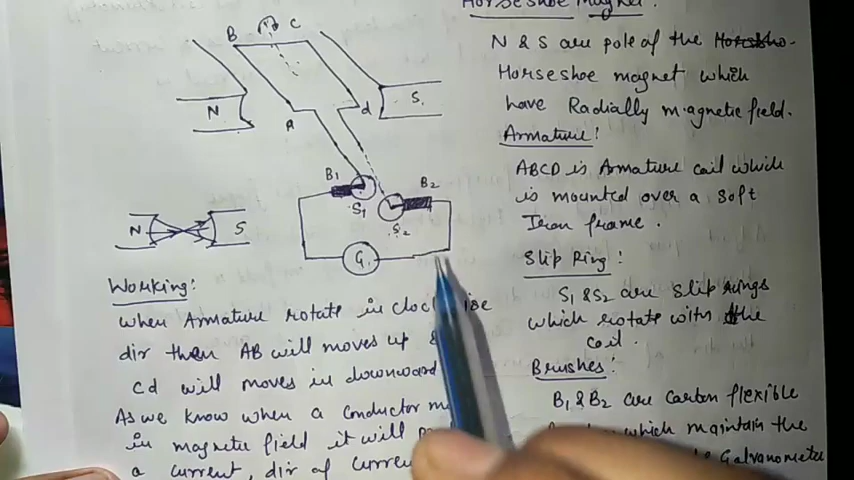 Horseshoe Magnet:
N & S are pole of the
Horseshoe magnet which
have Radially magnetic field.
Armature:
ABCD is Armature coil which
is mounted over a soft
Iron frame.
Slip Ring:
S1 & S2 are slip rings
which rotate with the
coil.
Brushes:
B1 & B2 are carbon flexible
which maintain the
Galvanometer
B C
N A d S
B1 B2
S1 S2
G
N S
Working:
when Armature rotate in
dir then AB will moves up
Cd will moves in downward
As we know when a conductor
in magnetic field it will
a current, dir of